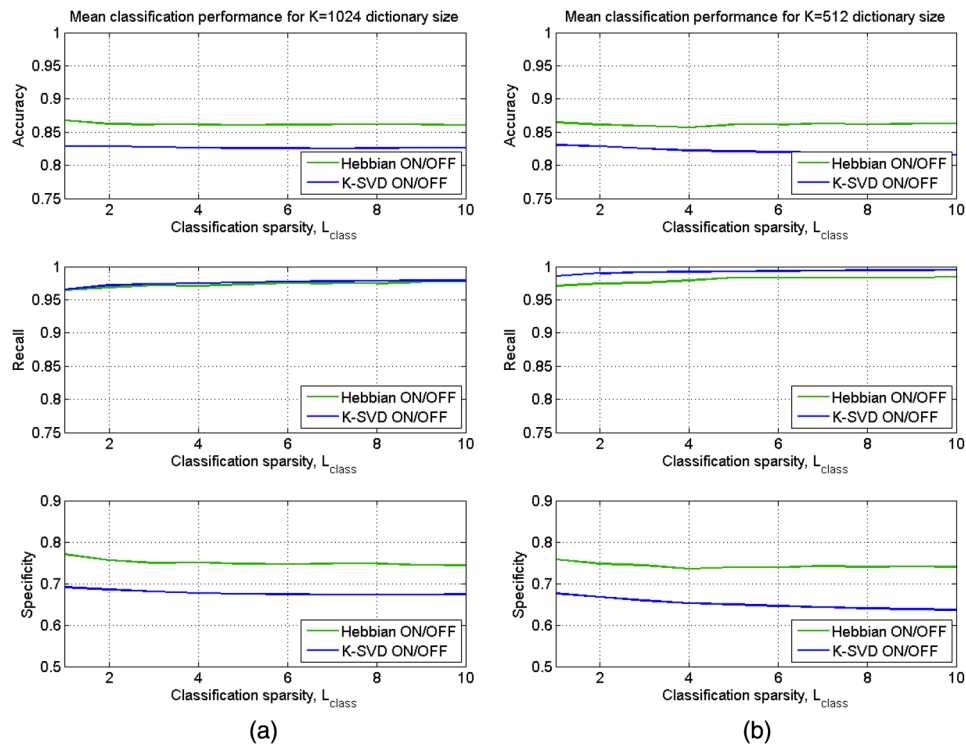 Mean classification performance for K=1024 dictionary size
1
0.95
0.9
0.85
0.8
0.75
Accuracy
Hebbian ON/OFF
K-SVD ON/OFF
2 4 6 8 10
Classification sparsity, L_class
1
0.95
0.9
0.85
0.8
0.75
Recall
Hebbian ON/OFF
K-SVD ON/OFF
2 4 6 8 10
Classification sparsity, L_class
0.9
0.8
0.7
0.6
0.5
Specificity
Hebbian ON/OFF
K-SVD ON/OFF
2 4 6 8 10
Classification sparsity, L_class
(a)
Mean classification performance for K=512 dictionary size
1
0.95
0.9
0.85
0.8
0.75
Accuracy
Hebbian ON/OFF
K-SVD ON/OFF
2 4 6 8 10
Classification sparsity, L_class
1
0.95
0.9
0.85
0.8
0.75
Recall
Hebbian ON/OFF
K-SVD ON/OFF
2 4 6 8 10
Classification sparsity, L_class
0.9
0.8
0.7
0.6
0.5
Specificity
Hebbian ON/OFF
K-SVD ON/OFF
2 4 6 8 10
Classification sparsity, L_class
(b)